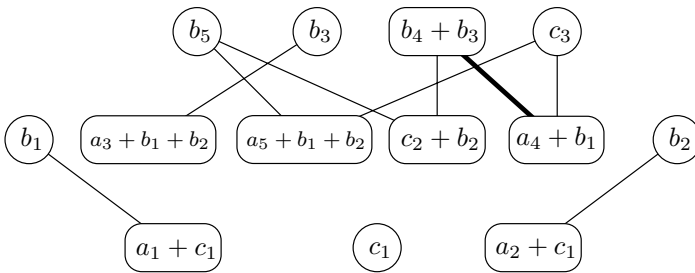 b₅ b₃ b₄ + b₃ c₃
b₁ a₃ + b₁ + b₂ a₅ + b₁ + b₂ c₂ + b₂ a₄ + b₁ b₂
a₁ + c₁ c₁ a₂ + c₁